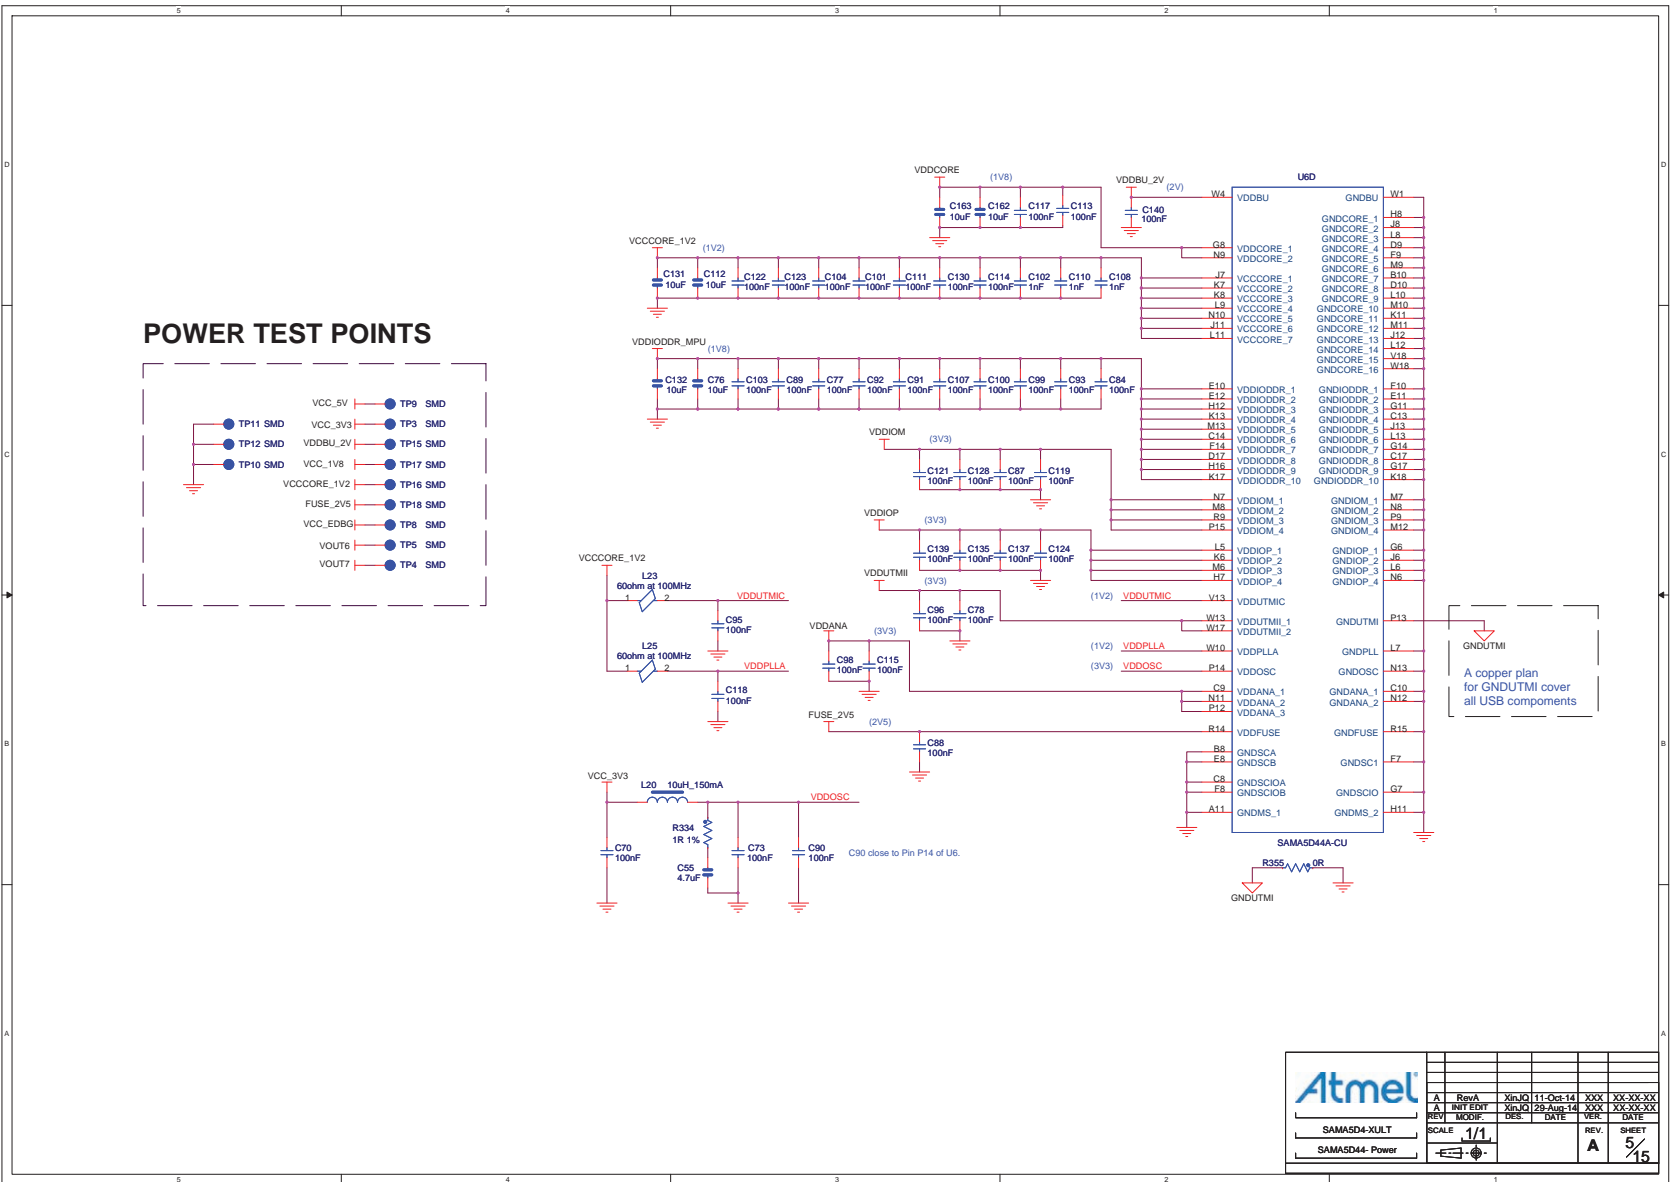 5 4 3 2 1
D
C
B
A
POWER TEST POINTS
TP11 SMD
TP12 SMD
TP10 SMD
VCC_5V TP9 SMD
VCC_3V3 TP3 SMD
VDDBU_2V TP15 SMD
VCC_1V8 TP17 SMD
VCCCORE_1V2 TP16 SMD
FUSE_2V5 TP18 SMD
VCC_EDBG TP8 SMD
VOUT6 TP5 SMD
VOUT7 TP4 SMD
VDDCORE
(1V8)
C163 10uF
C162 10uF
C117 100nF
C113 100nF
VDDBU_2V
(2V)
C140 100nF
VCCCORE_1V2
(1V2)
C131 10uF
C112 10uF
C122 100nF
C123 100nF
C104 100nF
C101 100nF
C111 100nF
C130 100nF
C114 100nF
C102 1nF
C110 1nF
C108 1nF
VDDIODDR_MPU
(1V8)
C132 10uF
C76 10uF
C103 100nF
C89 100nF
C77 100nF
C92 100nF
C91 100nF
C107 100nF
C100 100nF
C99 100nF
C93 100nF
C84 100nF
VDDIOM
(3V3)
C121 100nF
C128 100nF
C87 100nF
C119 100nF
VDDIOP
(3V3)
C139 100nF
C135 100nF
C137 100nF
C124 100nF
VDDUTMII
(3V3)
C96 100nF
C78 100nF
VDDANA
(3V3)
C98 100nF
C115 100nF
FUSE_2V5
(2V5)
C88 100nF
VCCCORE_1V2
L23
60ohm at 100MHz
1 2
VDDUTMIC
C95 100nF
L25
60ohm at 100MHz
1 2
VDDPLLA
C118 100nF
VCC_3V3
L20 10uH_150mA
VDDOSC
R334
1R 1%
C70 100nF
C55 4.7uF
C73 100nF
C90 100nF
C90 close to Pin P14 of U6.
U6D
W4 VDDBU
G8 VDDCORE_1
N9 VDDCORE_2
J7 VCCCORE_1
K7 VCCCORE_2
K8 VCCCORE_3
L9 VCCCORE_4
N10 VCCCORE_5
J11 VCCCORE_6
L11 VCCCORE_7
E10 VDDIODDR_1
E12 VDDIODDR_2
H12 VDDIODDR_3
K13 VDDIODDR_4
M13 VDDIODDR_5
C14 VDDIODDR_6
F14 VDDIODDR_7
D17 VDDIODDR_8
H16 VDDIODDR_9
K17 VDDIODDR_10
N7 VDDIOM_1
M8 VDDIOM_2
R9 VDDIOM_3
P15 VDDIOM_4
L5 VDDIOP_1
K6 VDDIOP_2
M6 VDDIOP_3
H7 VDDIOP_4
(1V2) VDDUTMIC V13 VDDUTMIC
W13 VDDUTMII_1
W17 VDDUTMII_2
(1V2) VDDPLLA W10 VDDPLLA
(3V3) VDDOSC P14 VDDOSC
C9 VDDANA_1
N11 VDDANA_2
P12 VDDANA_3
R14 VDDFUSE
B8 GNDSCA
E8 GNDSCB
C8 GNDSCIOA
F8 GNDSCIOB
A11 GNDMS_1
GNDBU W1
GNDCORE_1 H8
GNDCORE_2 J8
GNDCORE_3 L8
GNDCORE_4 D9
GNDCORE_5 F9
GNDCORE_6 M9
GNDCORE_7 B10
GNDCORE_8 D10
GNDCORE_9 L10
GNDCORE_10 M10
GNDCORE_11 K11
GNDCORE_12 M11
GNDCORE_13 J12
GNDCORE_14 L12
GNDCORE_15 V18
GNDCORE_16 W18
GNDIODDR_1 F10
GNDIODDR_2 E11
GNDIODDR_3 G11
GNDIODDR_4 C13
GNDIODDR_5 J13
GNDIODDR_6 L13
GNDIODDR_7 G14
GNDIODDR_8 C17
GNDIODDR_9 G17
GNDIODDR_10 K18
GNDIOM_1 M7
GNDIOM_2 N8
GNDIOM_3 P9
GNDIOM_4 M12
GNDIOP_1 G6
GNDIOP_2 J6
GNDIOP_3 L6
GNDIOP_4 N6
GNDUTMI P13
GNDPLL L7
GNDOSC N13
GNDANA_1 C10
GNDANA_2 N12
GNDFUSE R15
GNDSC1 F7
GNDSCIO G7
GNDMS_2 H11
SAMA5D44A-CU
R355 0R
GNDUTMI
GNDUTMI
A copper plan
for GNDUTMI cover
all USB compoments
Atmel
SAMA5D4-XULT
SAMA5D44- Power
A RevA XinJQ 11-Oct-14 XXX XX-XX-XX
A INIT EDIT XinJQ 29-Aug-14 XXX XX-XX-XX
REV MODIF. DES. DATE VER. DATE
SCALE 1/1
REV. A
SHEET 5/15
A
B
C
D
5 4 3 2 1